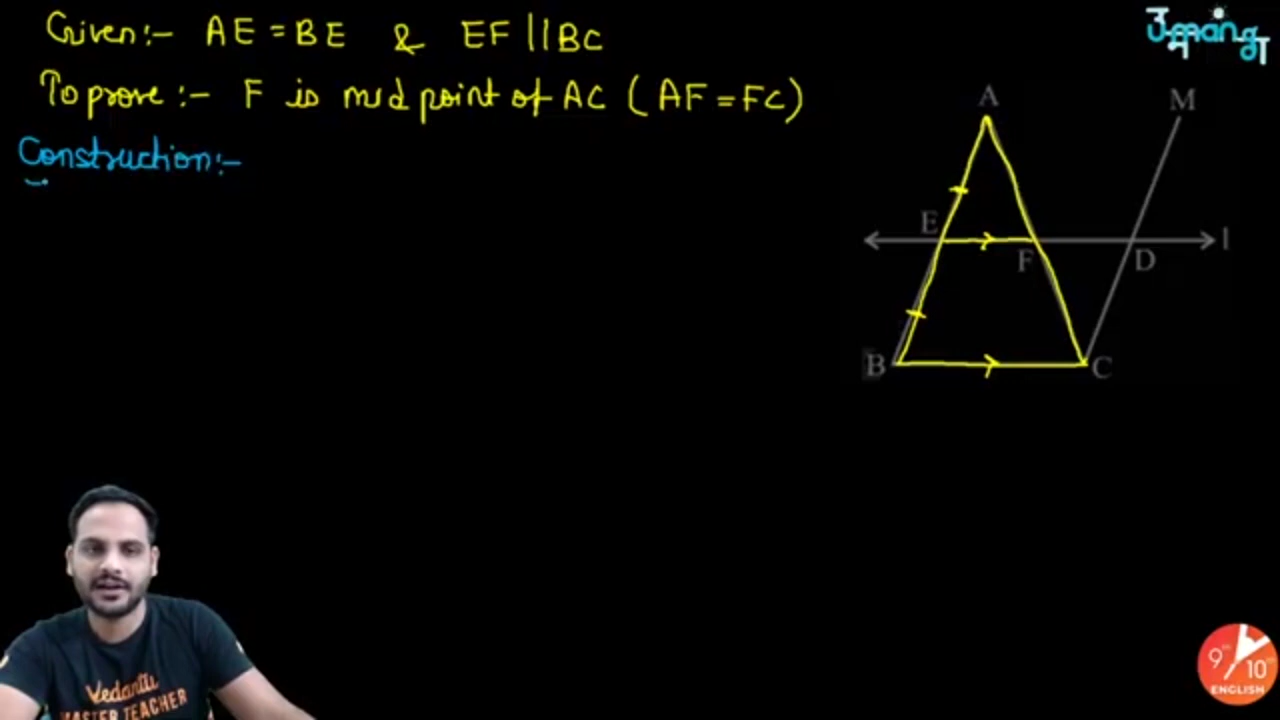 Given:- AE = BE & EF || BC
To prove :- F is mid point of AC ( AF = FC )
Construction:-
उमंग
A
M
E
F
D
l
B
C
Vedantu
MASTER TEACHER
9th 10th
ENGLISH